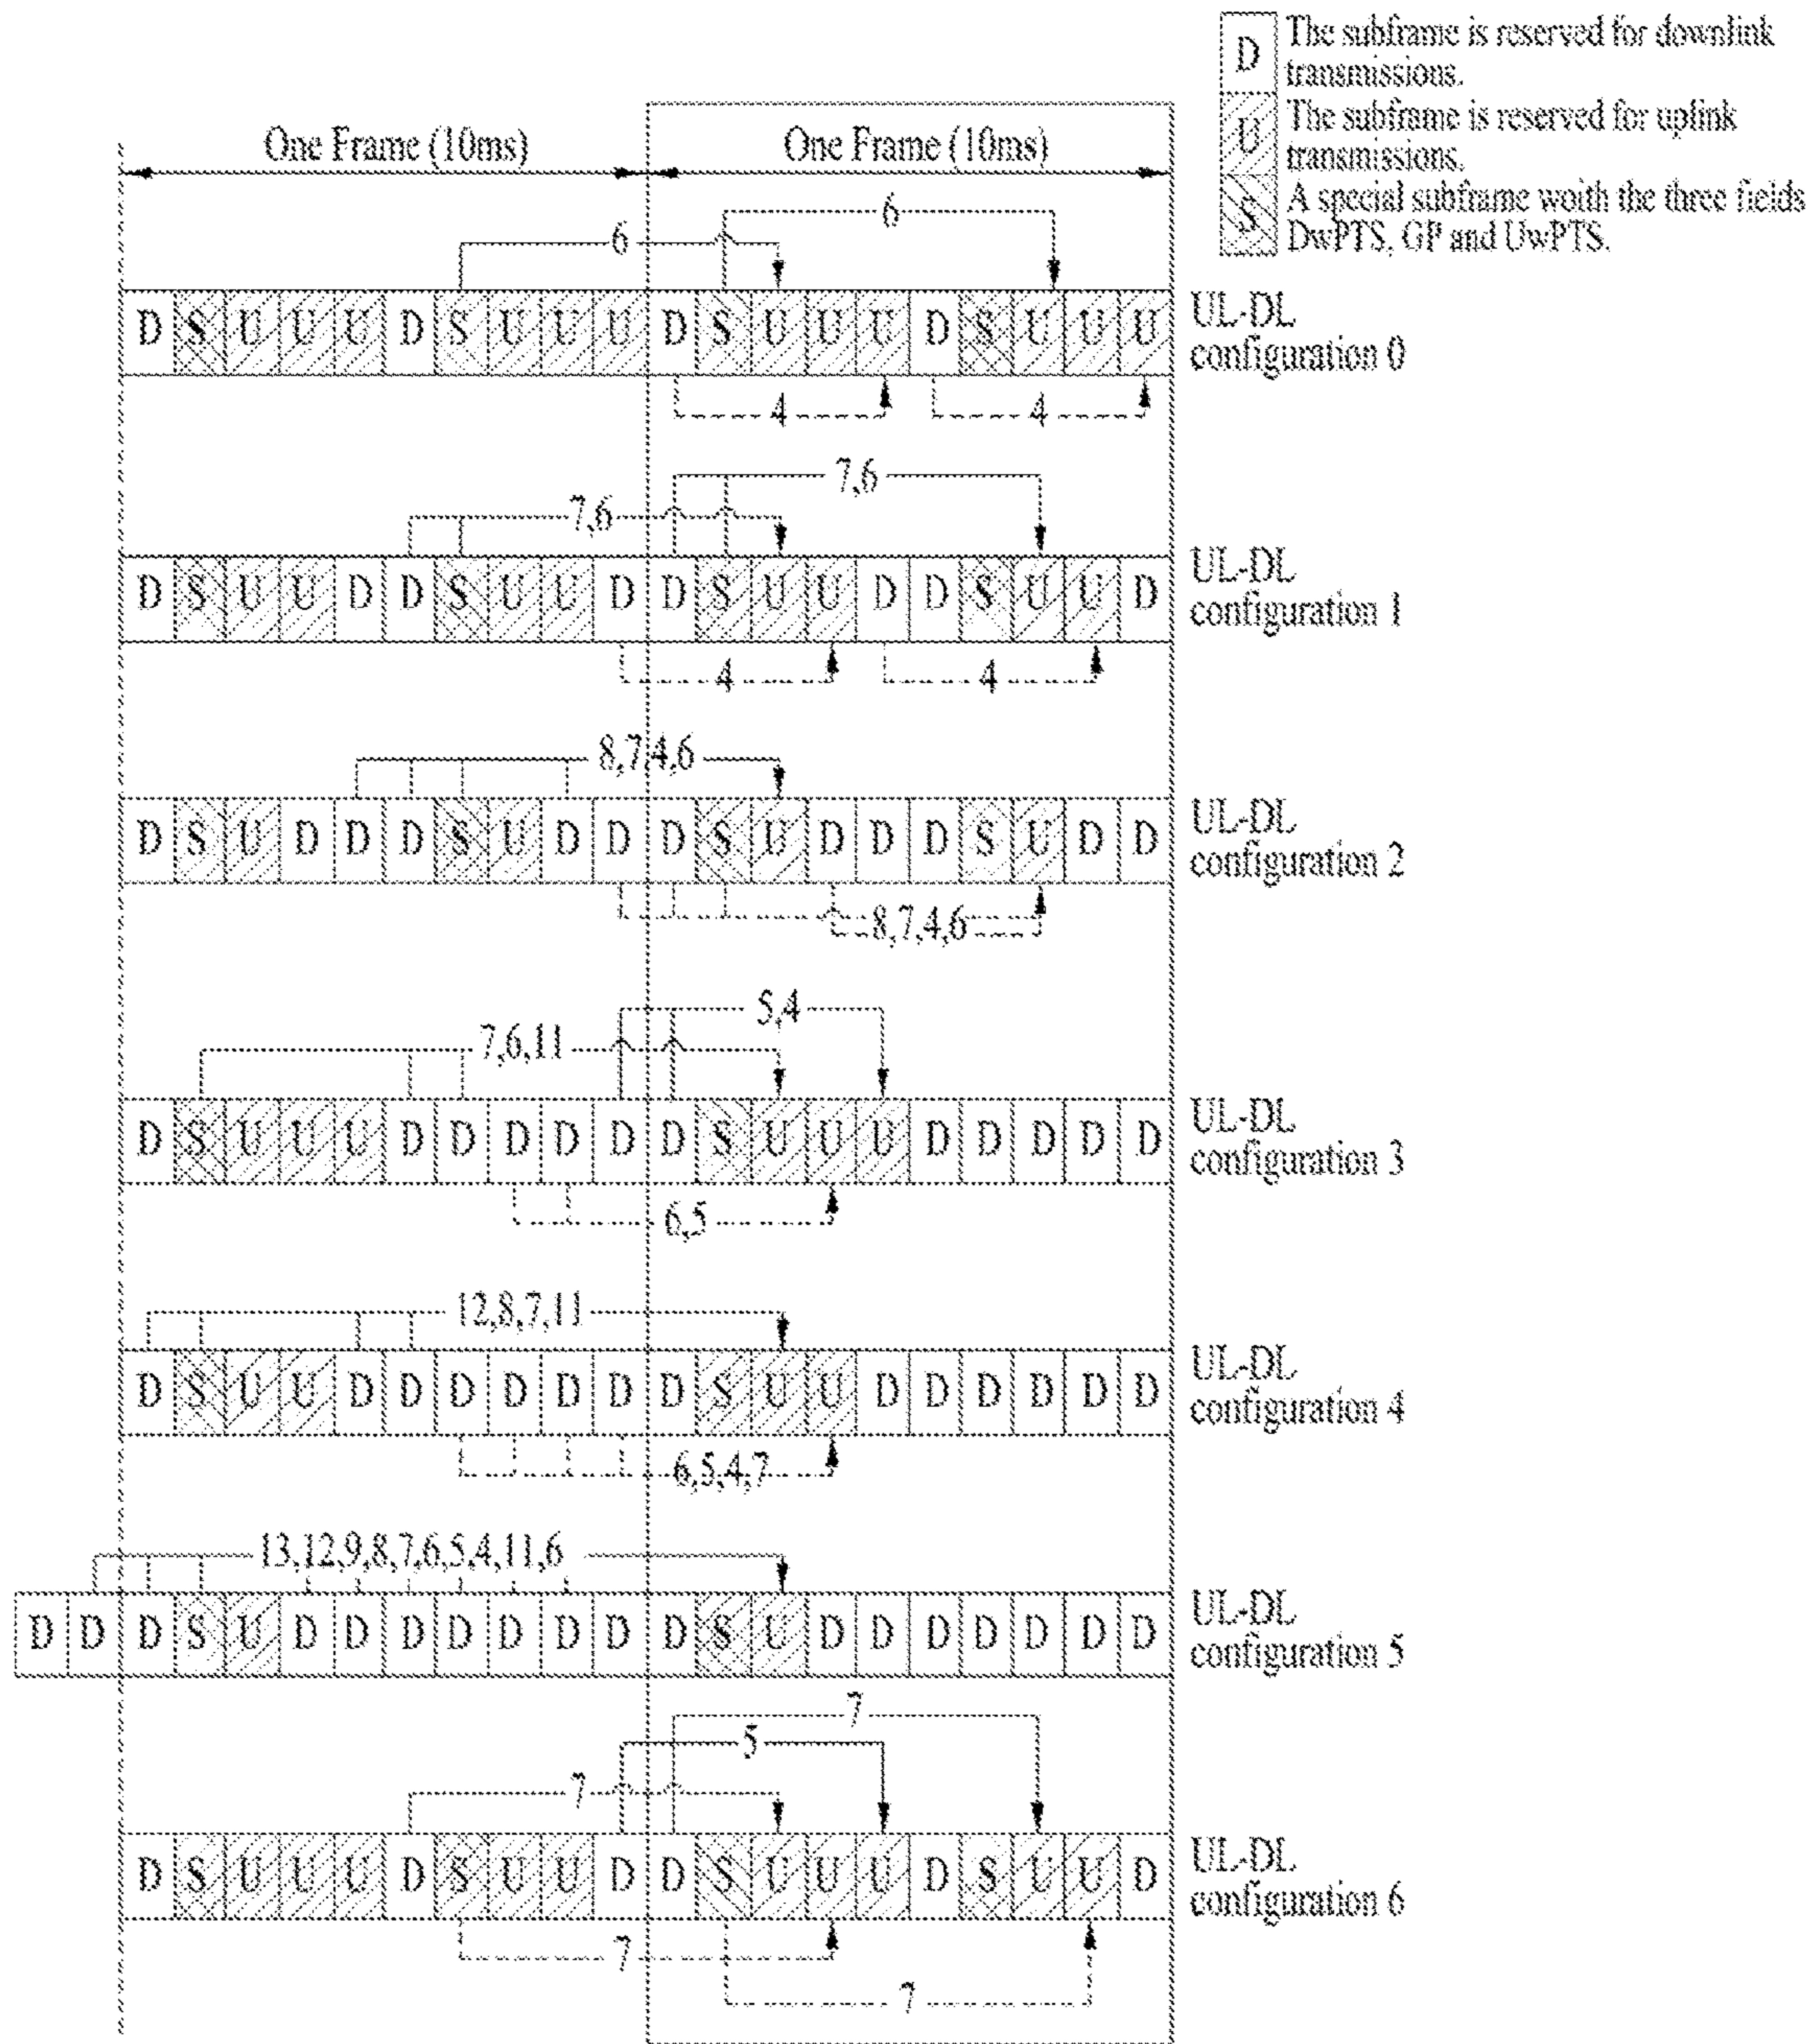 D The subframe is reserved for downlink
transmissions.
U The subframe is reserved for uplink
transmissions.
S A special subframe woith the three fields
DwPTS, GP and UwPTS.
One Frame (10ms) One Frame (10ms)
6
6
D S U U U D S U U U D S U U U D S U U U
UL-DL
configuration 0
4 4
7,6
7,6
D S U U D D S U U D D S U U D D S U U D
UL-DL
configuration 1
4 4
8,7,4,6
D S U D D D S U D D D S U D D D S U D D
UL-DL
configuration 2
8,7,4,6
5,4
7,6,11
D S U U U D D D D D D S U U U D D D D D
UL-DL
configuration 3
6,5
12,8,7,11
D S U U D D D D D D D S U U D D D D D D
UL-DL
configuration 4
6,5,4,7
13,12,9,8,7,6,5,4,11,6
D D D S U D D D D D D D D S U D D D D D D D
UL-DL
configuration 5
7
5
7
D S U U U D S U U D D S U U U D S U U D
UL-DL
configuration 6
7
7